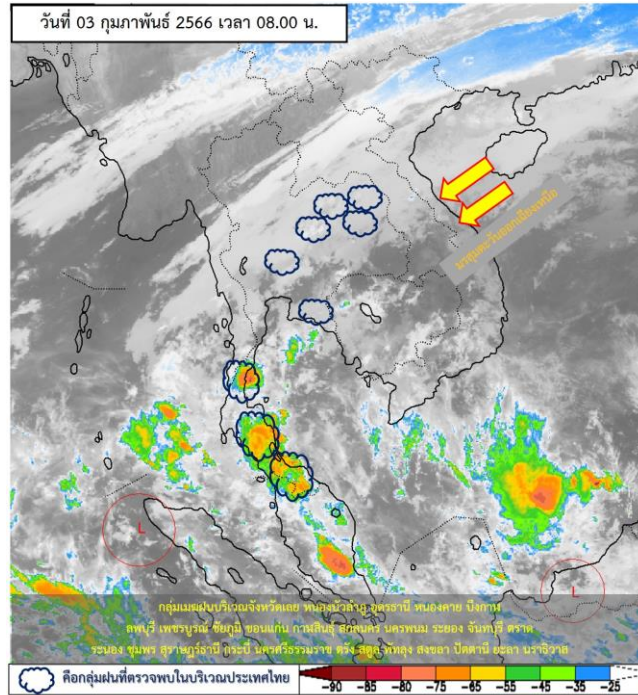 วันที่ 03 กุมภาพันธ์ 2566 เวลา 08.00 น.
มรสุมตะวันออกเฉียงเหนือ
L
L
กลุ่มเมฆฝนบริเวณจังหวัดเลย หนองบัวลำภู อุดรธานี หนองคาย บึงกาฬ
ลพบุรี เพชรบูรณ์ ชัยภูมิ ขอนแก่น กาฬสินธุ์ สกลนคร นครพนม ระยอง จันทบุรี ตราด
ระนอง ชุมพร สุราษฎร์ธานี กระบี่ นครศรีธรรมราช ตรัง สตูล พัทลุง สงขลา ปัตตานี ยะลา นราธิวาส
คือกลุ่มฝนที่ตรวจพบในบริเวณประเทศไทย
-90 -85 -80 -75 -65 -55 -45 -35 -25